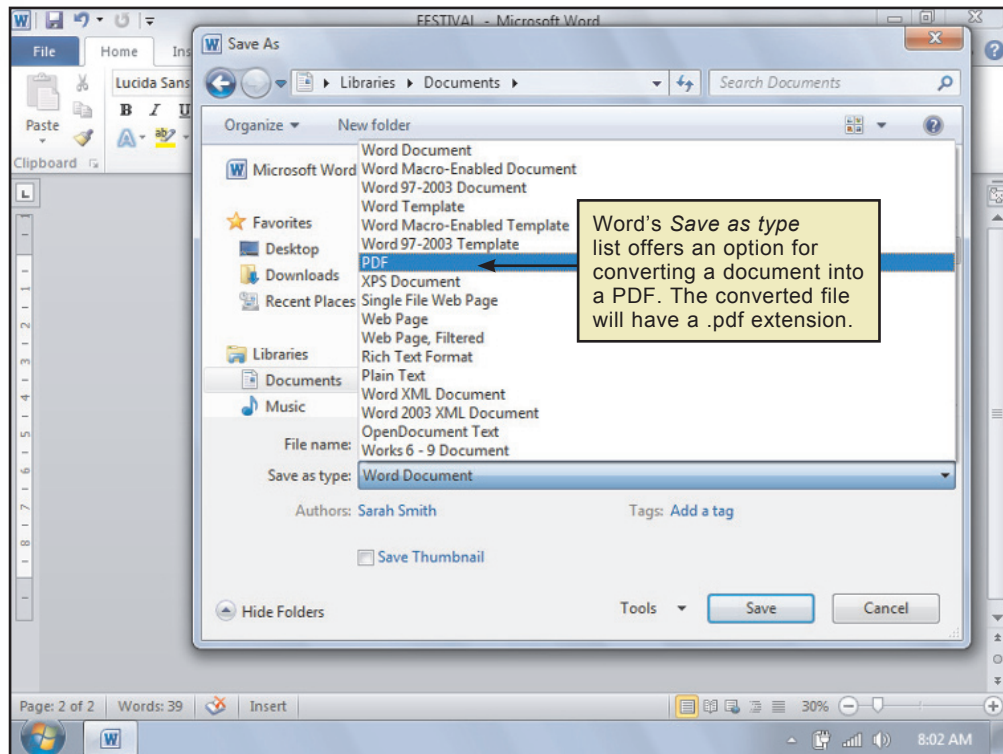 FESTIVAL - Microsoft Word
File
Home
Ins
Save As
Libraries
Documents
Search Documents
Lucida Sans
B I U
Paste
Clipboard
Organize
New folder
Microsoft Word
Favorites
Desktop
Downloads
Recent Places
Libraries
Documents
Music
Word Document
Word Macro-Enabled Document
Word 97-2003 Document
Word Template
Word Macro-Enabled Template
Word 97-2003 Template
PDF
XPS Document
Single File Web Page
Web Page
Web Page, Filtered
Rich Text Format
Plain Text
Word XML Document
Word 2003 XML Document
OpenDocument Text
Works 6 - 9 Document
Word's Save as type
list offers an option for
converting a document into
a PDF. The converted file
will have a .pdf extension.
File name:
Save as type: Word Document
Authors: Sarah Smith
Tags: Add a tag
Save Thumbnail
Hide Folders
Tools
Save
Cancel
Page: 2 of 2
Words: 39
Insert
30%
8:02 AM